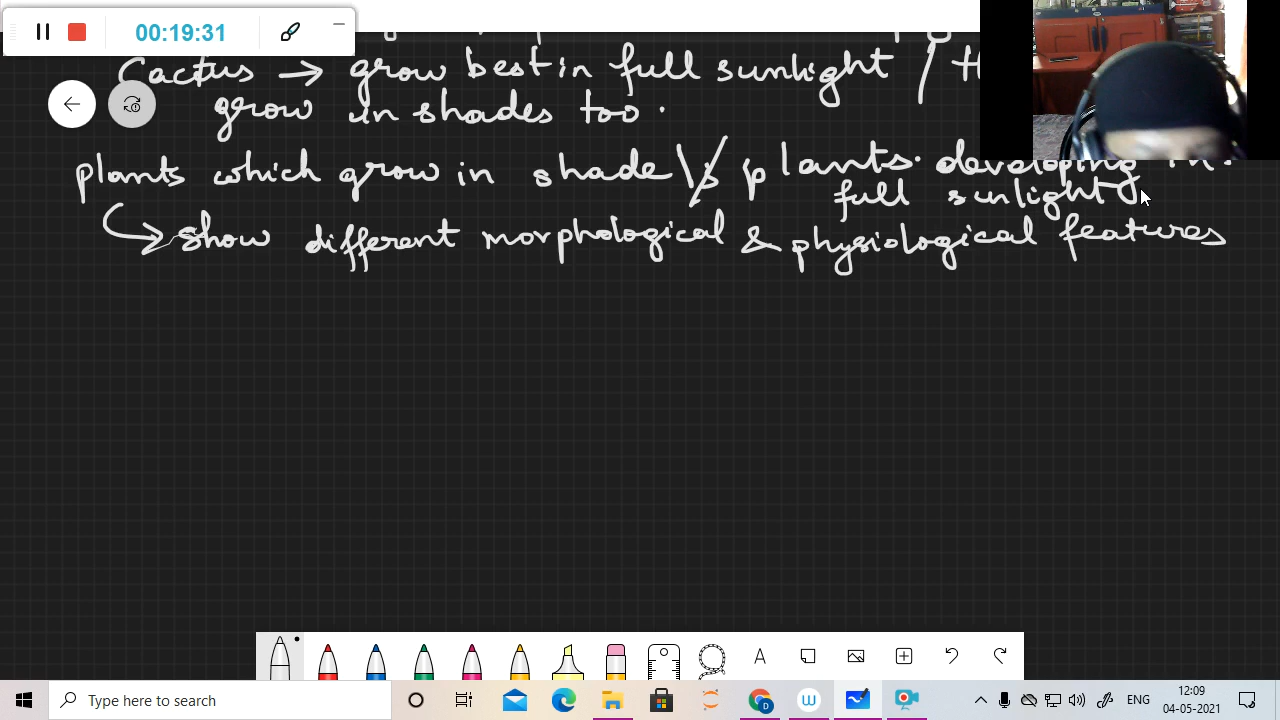 00:19:31
Cactus → grow best in full sunlight /
grow in shades too.
plants which grow in shade \/s plants. developing in.
full sunlight
↳ show different morphological & physiological features
A
Type here to search
ENG
12:09
04-05-2021